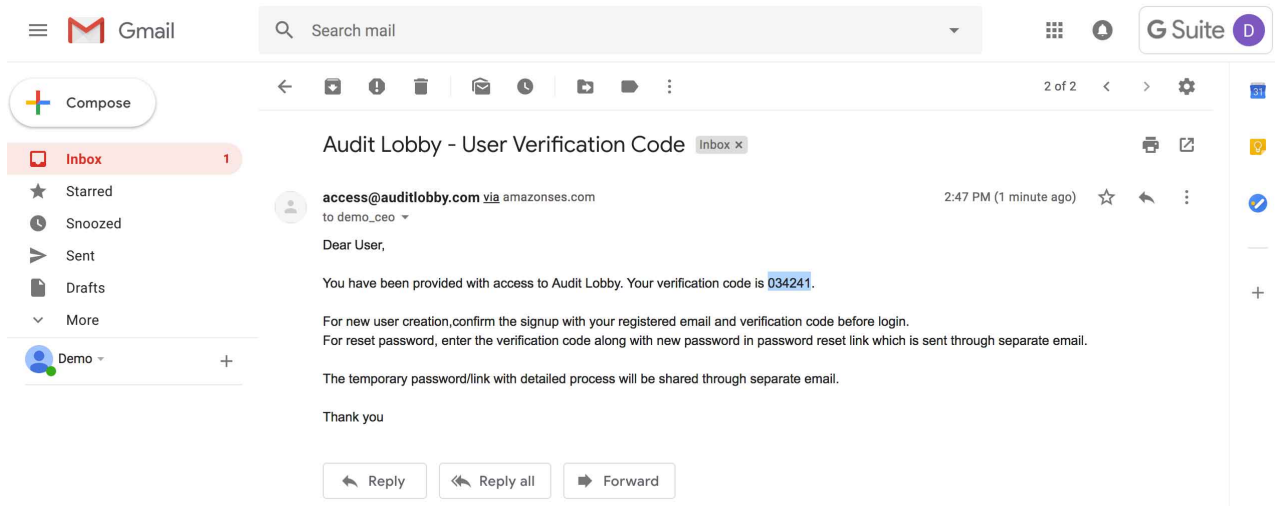 Gmail
Search mail
G Suite
D
Compose
2 of 2
31
Inbox 1
Starred
Snoozed
Sent
Drafts
More
Demo
Audit Lobby - User Verification Code Inbox ×
access@auditlobby.com via amazonses.com 2:47 PM (1 minute ago)
to demo_ceo
Dear User,
You have been provided with access to Audit Lobby. Your verification code is 034241.
For new user creation,confirm the signup with your registered email and verification code before login.
For reset password, enter the verification code along with new password in password reset link which is sent through separate email.
The temporary password/link with detailed process will be shared through separate email.
Thank you
Reply Reply all Forward